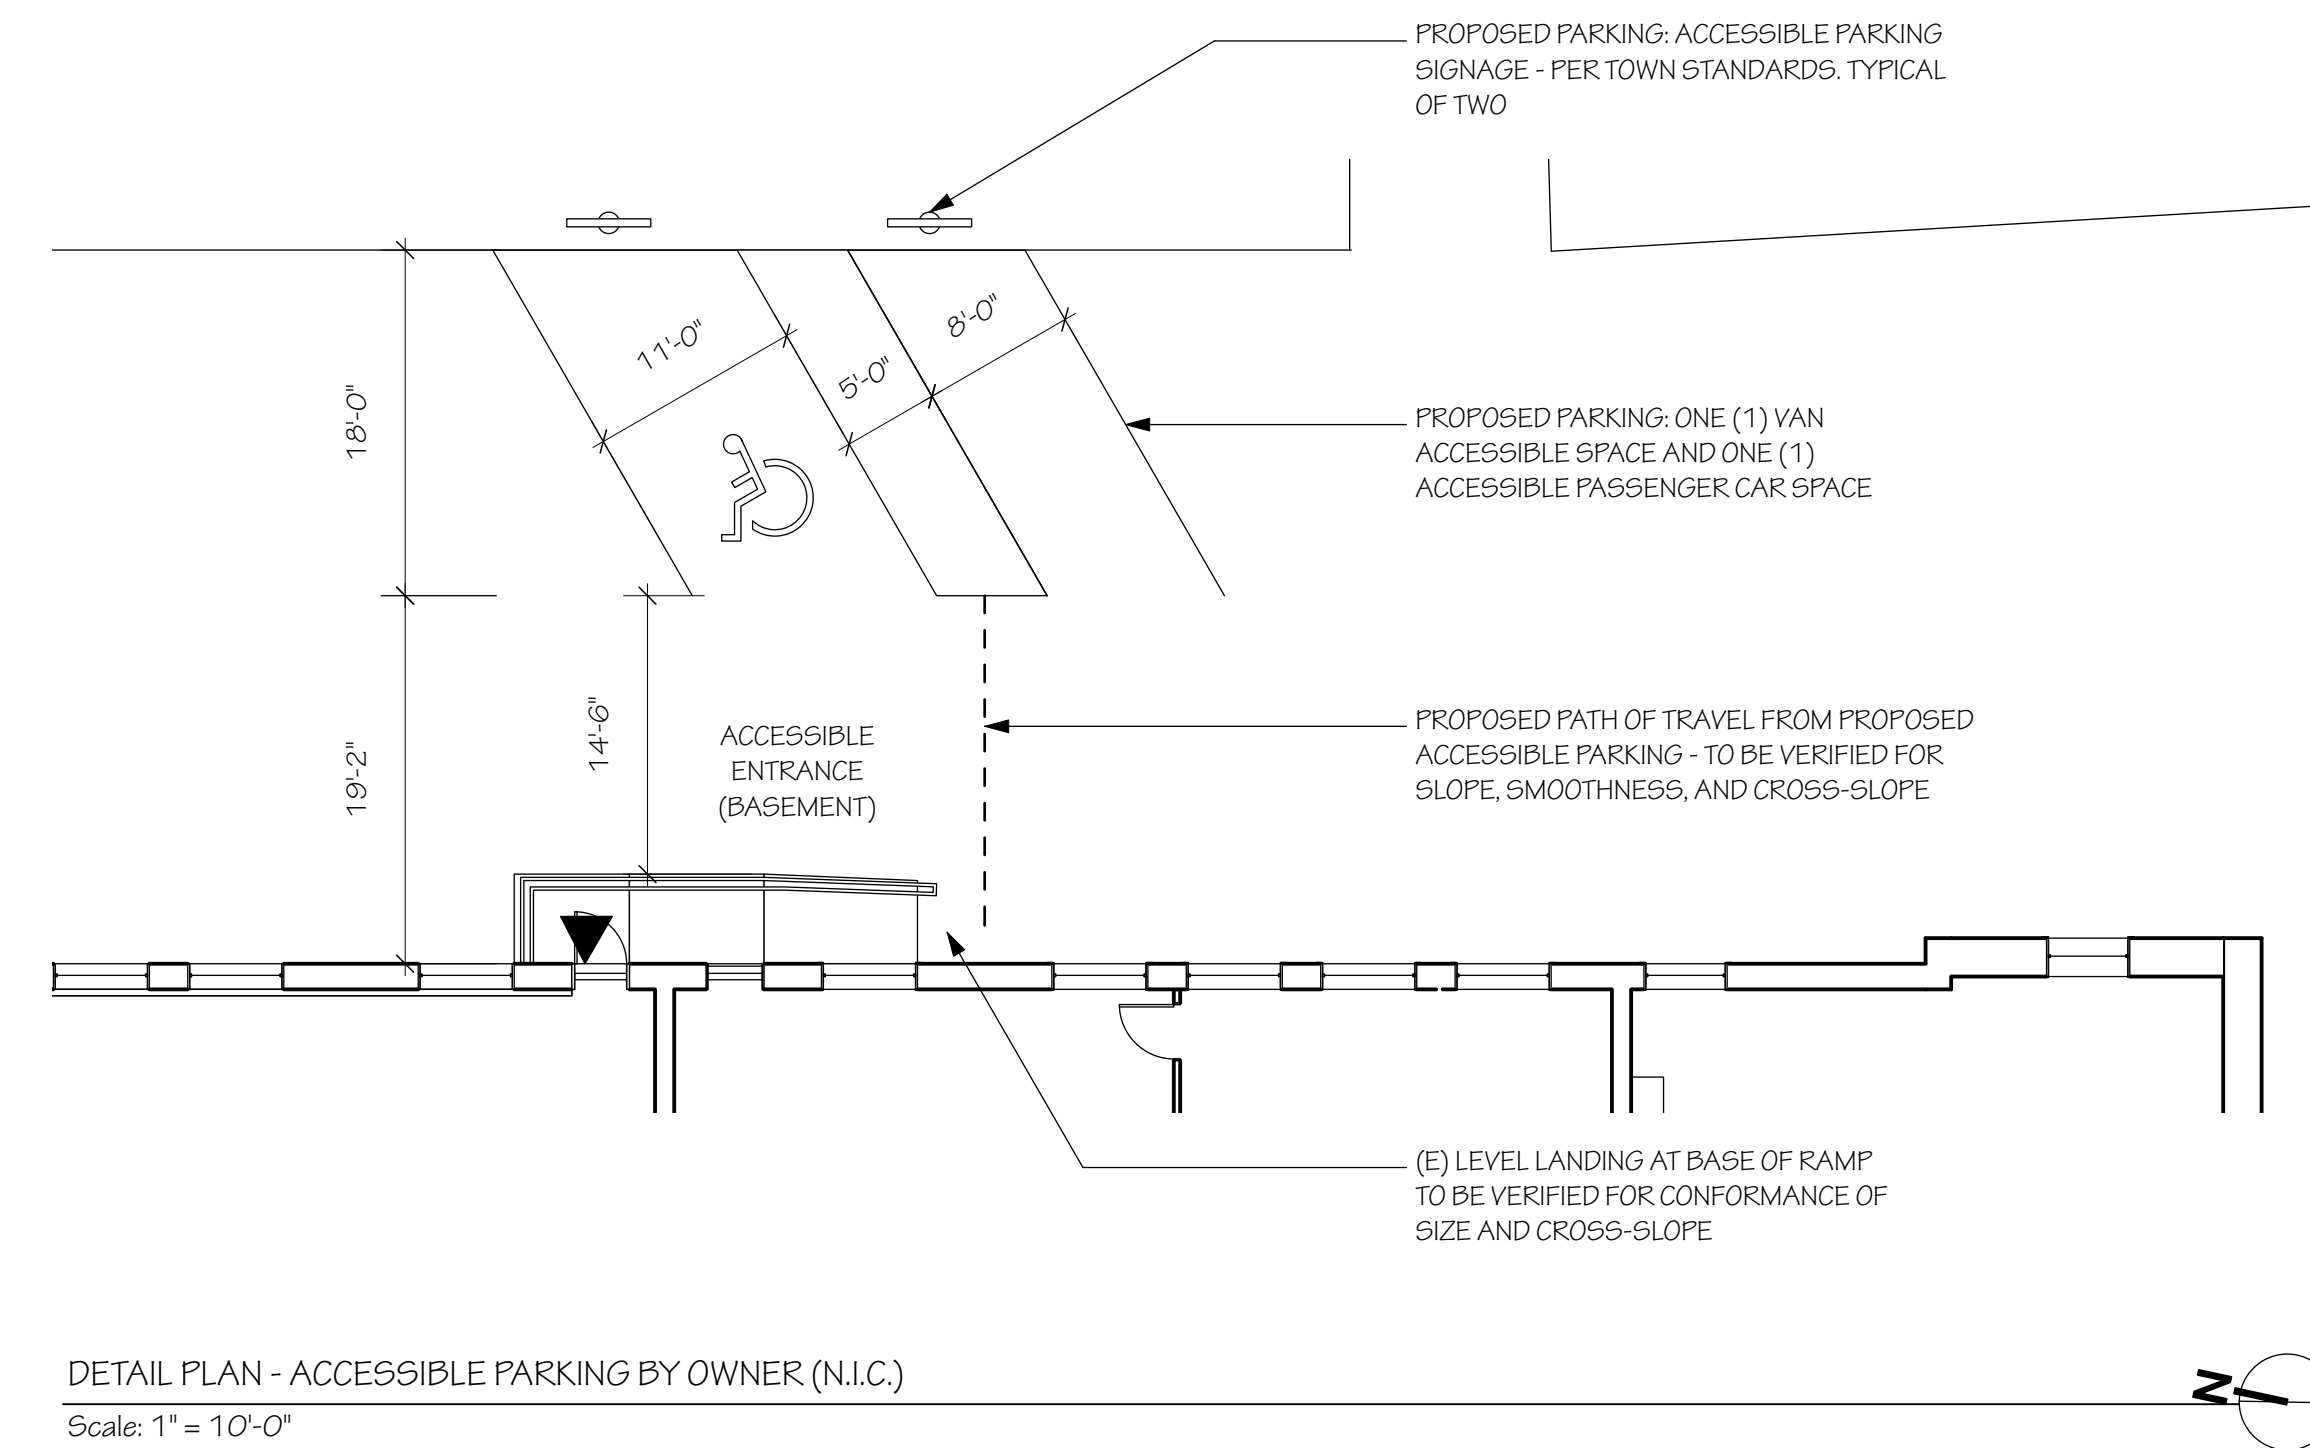 PROPOSED PARKING: ACCESSIBLE PARKING
SIGNAGE - PER TOWN STANDARDS. TYPICAL
OF TWO
11'-0"
5'-0"
8'-0"
18'-0"
PROPOSED PARKING: ONE (1) VAN
ACCESSIBLE SPACE AND ONE (1)
ACCESSIBLE PASSENGER CAR SPACE
19'-2"
14'-6"
ACCESSIBLE
ENTRANCE
(BASEMENT)
PROPOSED PATH OF TRAVEL FROM PROPOSED
ACCESSIBLE PARKING - TO BE VERIFIED FOR
SLOPE, SMOOTHNESS, AND CROSS-SLOPE
(E) LEVEL LANDING AT BASE OF RAMP
TO BE VERIFIED FOR CONFORMANCE OF
SIZE AND CROSS-SLOPE
DETAIL PLAN - ACCESSIBLE PARKING BY OWNER (N.I.C.)
Scale: 1" = 10'-0"
N